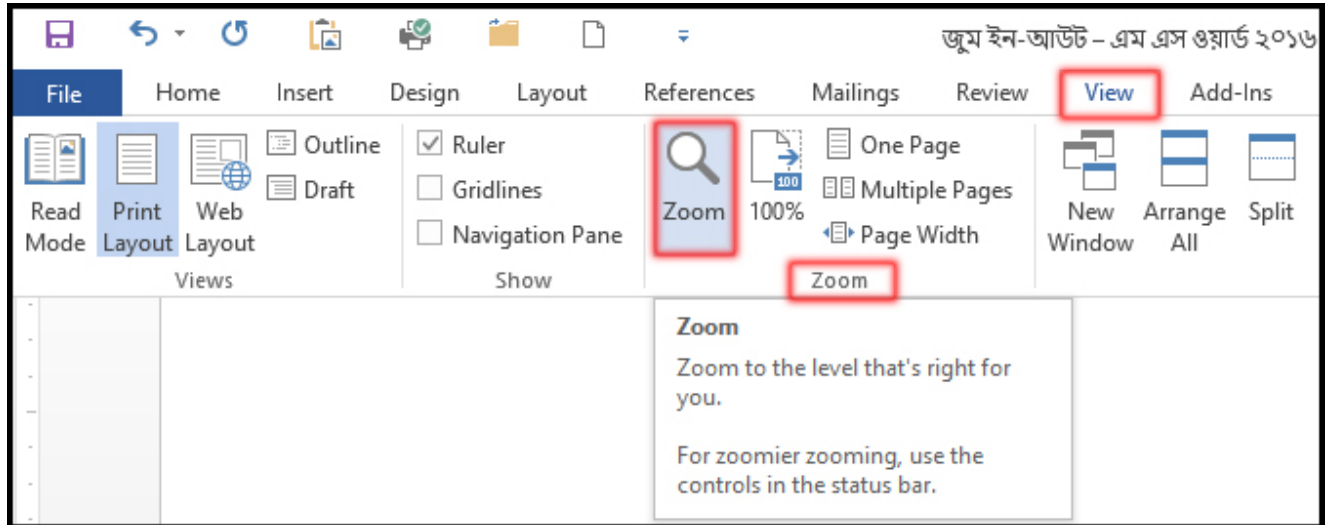 জুম ইন-আউট – এম এস ওয়ার্ড ২০১৬
File Home Insert Design Layout References Mailings Review View Add-Ins
Read Mode
Print Layout
Web Layout
Outline
Draft
Views
Ruler
Gridlines
Navigation Pane
Show
Zoom
100
100%
One Page
Multiple Pages
Page Width
Zoom
New Window
Arrange All
Split
Zoom
Zoom to the level that's right for
you.
For zoomier zooming, use the
controls in the status bar.